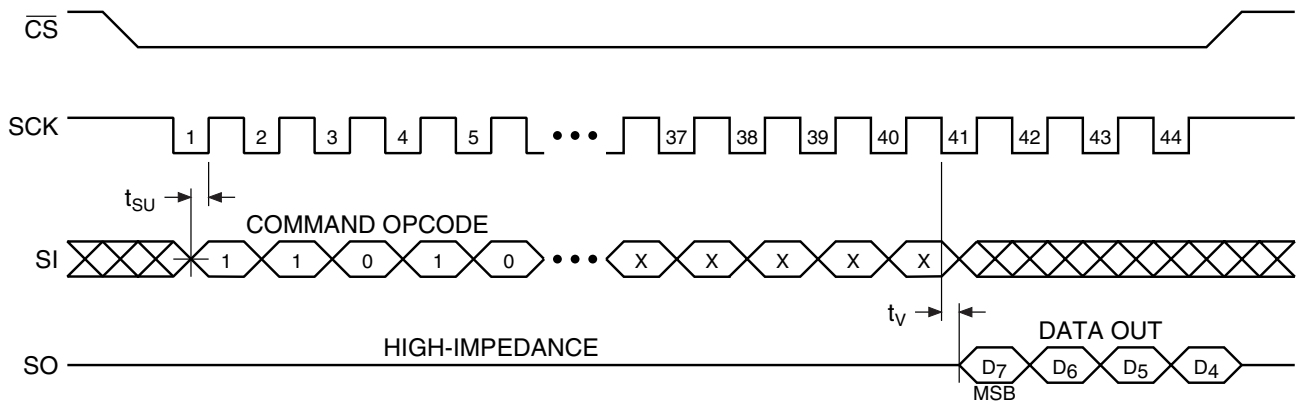 CS
SCK 1 2 3 4 5 ••• 37 38 39 40 41 42 43 44
tSU
COMMAND OPCODE
SI 1 1 0 1 0 ••• X X X X X
tV
DATA OUT
HIGH-IMPEDANCE
SO D7 D6 D5 D4
MSB